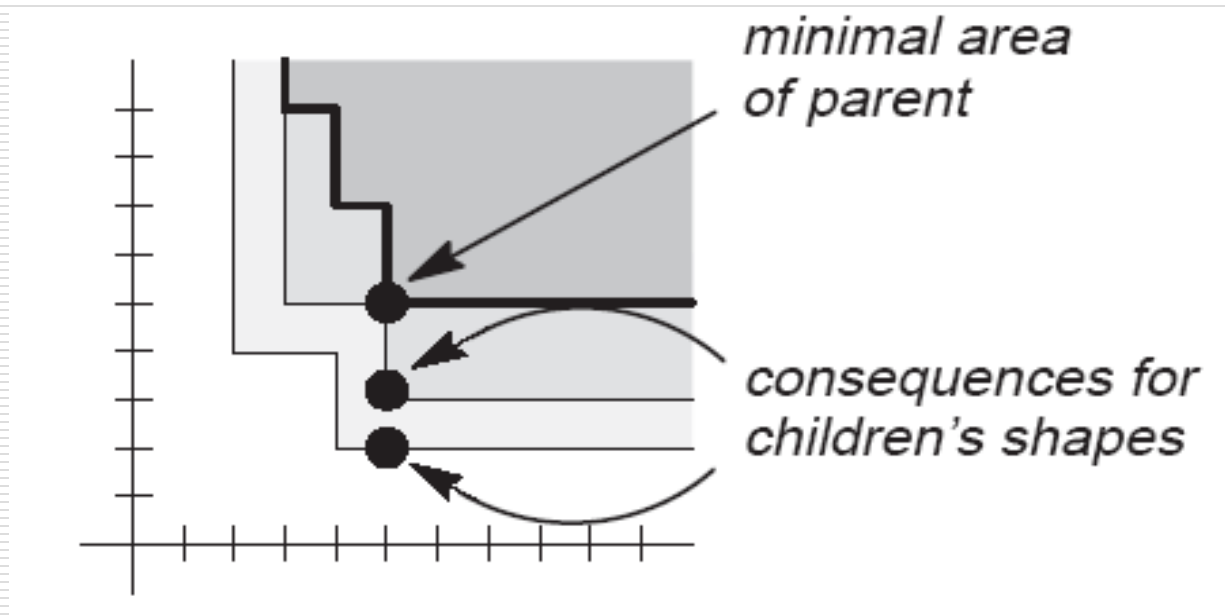 minimal area
of parent
consequences for
children's shapes